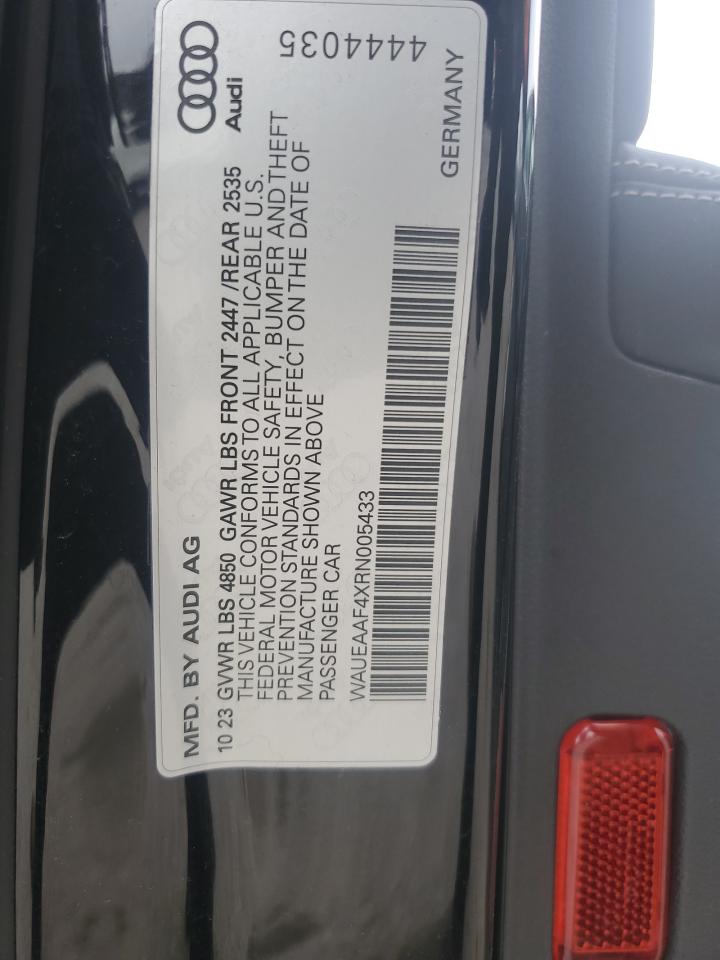 MFD. BY AUDI AG
Audi
10 23 GVWR LBS 4850 GAWR LBS FRONT 2447 /REAR 2535
THIS VEHICLE CONFORMS TO ALL APPLICABLE U.S.
FEDERAL MOTOR VEHICLE SAFETY, BUMPER AND THEFT
PREVENTION STANDARDS IN EFFECT ON THE DATE OF
MANUFACTURE SHOWN ABOVE
PASSENGER CAR
WAUEAAF4XRN005433
GERMANY
4444035